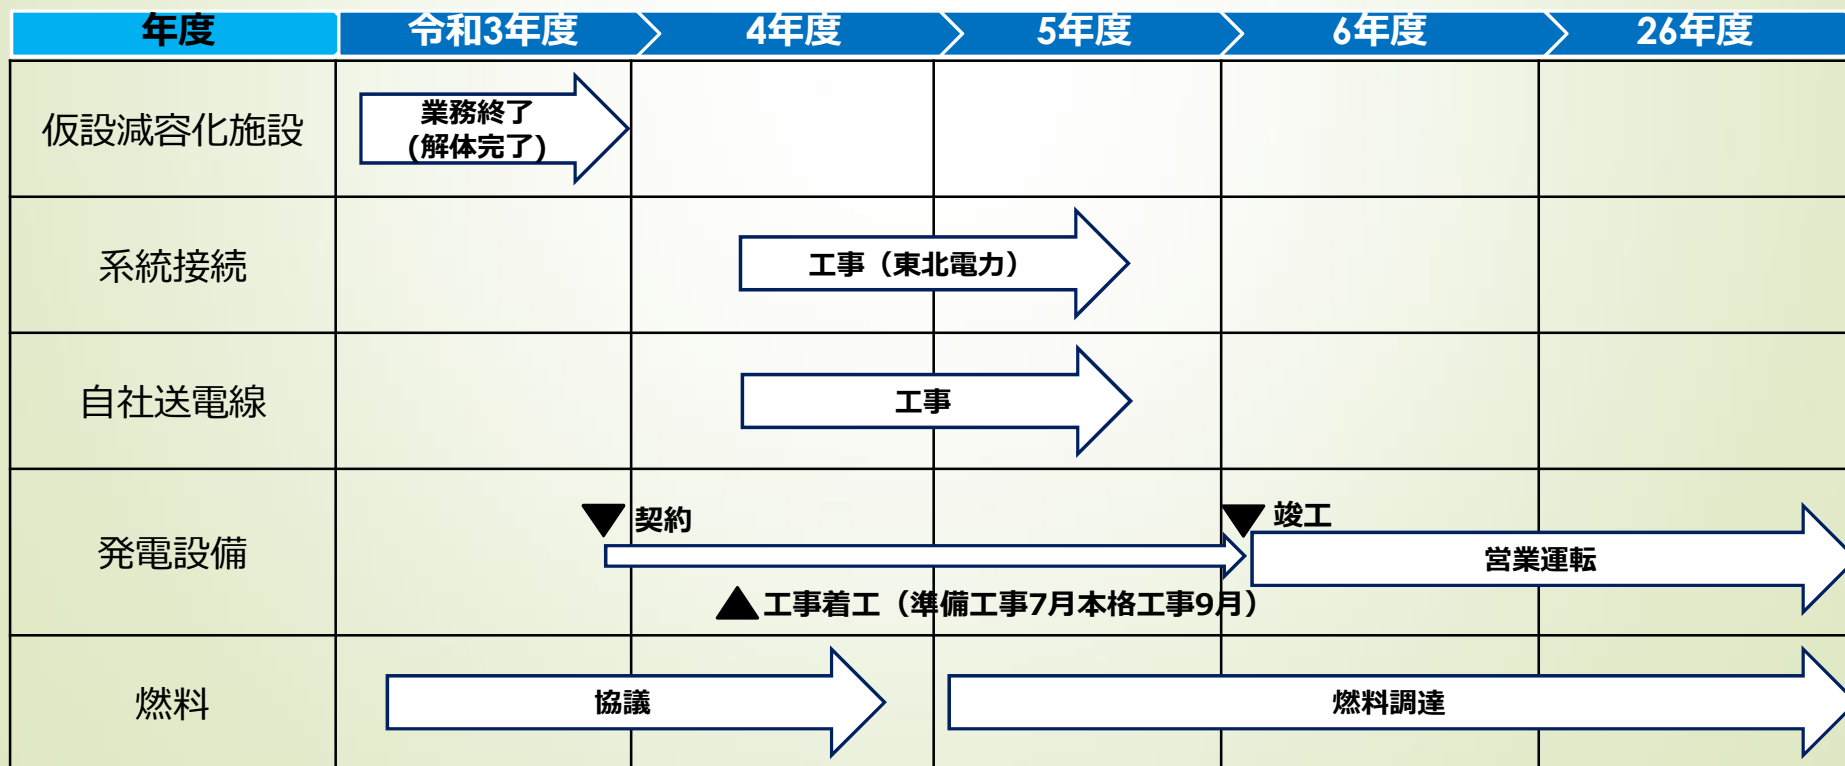 年度 令和3年度 4年度 5年度 6年度 26年度
仮設減容化施設
業務終了
(解体完了)
系統接続
工事（東北電力）
自社送電線
工事
発電設備
契約
竣工
営業運転
工事着工（準備工事7月本格工事9月）
燃料
協議
燃料調達